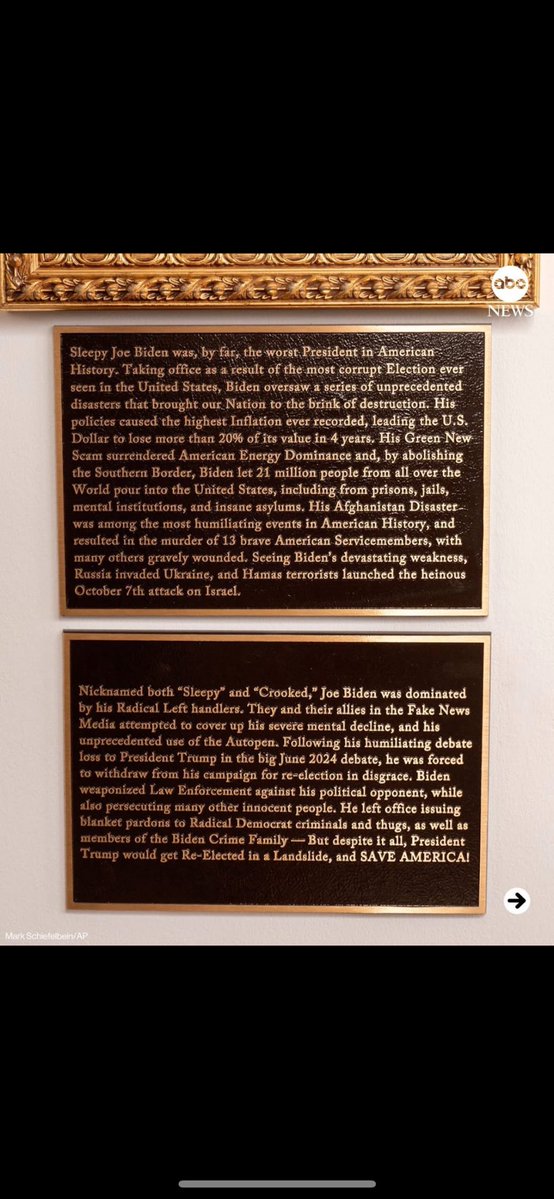 abc
NEWS
Sleepy Joe Biden was, by far, the worst President in American
History. Taking office as a result of the most corrupt Election ever
seen in the United States, Biden oversaw a series of unprecedented
disasters that brought our Nation to the brink of destruction. His
policies caused the highest Inflation ever recorded, leading the U.S.
Dollar to lose more than 20% of its value in 4 years. His Green New
Scam surrendered American Energy Dominance and, by abolishing
the Southern Border, Biden let 21 million people from all over the
World pour into the United States, including from prisons, jails,
mental institutions, and insane asylums. His Afghanistan Disaster
was among the most humiliating events in American History, and
resulted in the murder of 13 brave American Servicemembers, with
many others gravely wounded. Seeing Biden's devastating weakness,
Russia invaded Ukraine, and Hamas terrorists launched the heinous
October 7th attack on Israel.
Nicknamed both “Sleepy” and “Crooked,” Joe Biden was dominated
by his Radical Left handlers. They and their allies in the Fake News
Media attempted to cover up his severe mental decline, and his
unprecedented use of the Autopen. Following his humiliating debate
loss to President Trump in the big June 2024 debate, he was forced
to withdraw from his campaign for re-election in disgrace. Biden
weaponized Law Enforcement against his political opponent, while
also persecuting many other innocent people. He left office issuing
blanket pardons to Radical Democrat criminals and thugs, as well as
members of the Biden Crime Family — But despite it all, President
Trump would get Re-Elected in a Landslide, and SAVE AMERICA!
Mark Schiefelbein/AP